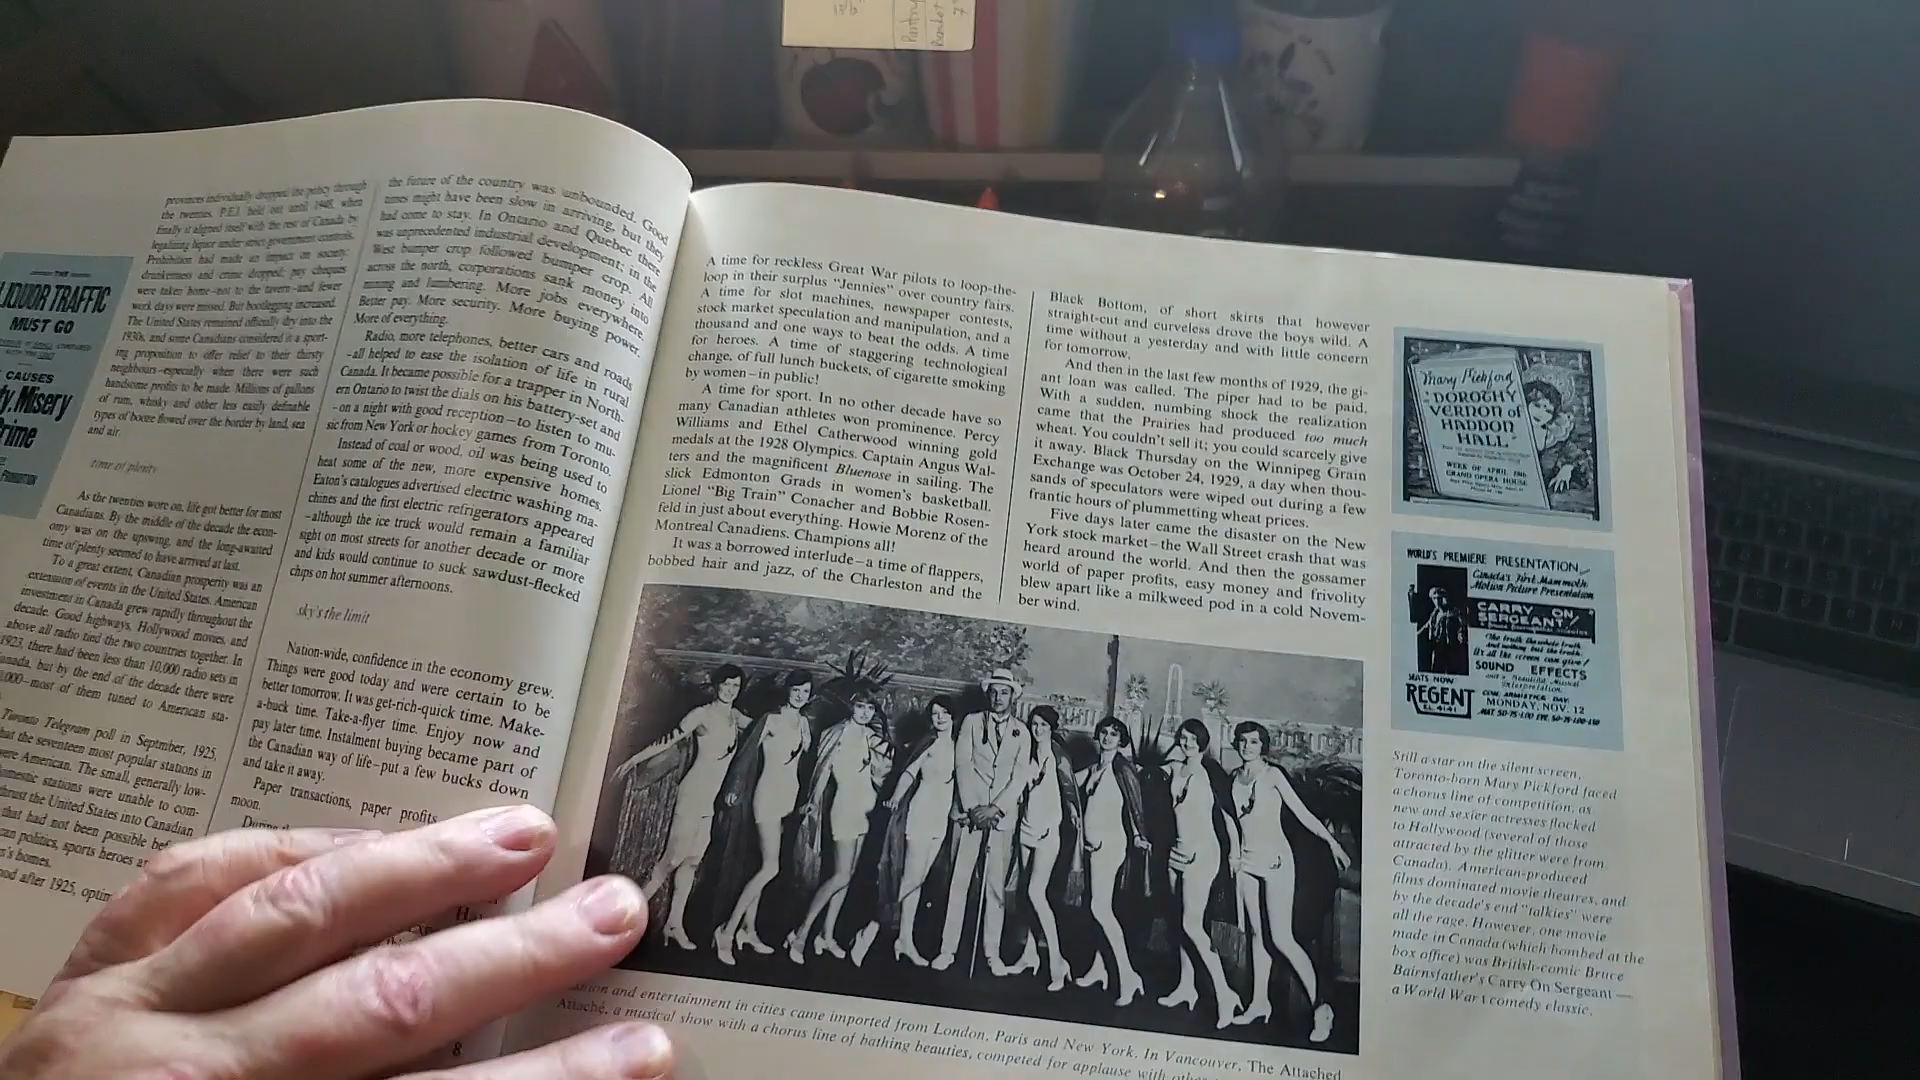 THE
LIQUOR TRAFFIC
MUST GO
CAUSES
Misery
provinces individually dropped the policy through
the twenties. P.E.I. held out until 1948, when
finally it aligned itself with the rest of Canada by
legalizing liquor under strict government controls.
Prohibition had made an impact on society:
drunkenness and crime dropped; pay cheques
were taken home–not to the tavern–and fewer
work days were missed. But bootlegging increased.
The United States remained officially dry into the
1930s, and some Canadians considered it a sport-
ing proposition to offer relief to their thirsty
neighbours–especially when there were such
handsome profits to be made. Millions of gallons
of rum, whisky and other less easily definable
types of booze flowed over the border by land, sea
and air.
time of plenty
As the twenties wore on, life got better for most
Canadians. By the middle of the decade the econ-
omy was on the upswing, and the long-awaited
time of plenty seemed to have arrived at last.
To a great extent, Canadian prosperity was an
extension of events in the United States. American
investment in Canada grew rapidly throughout the
decade. Good highways, Hollywood movies, and
above all radio tied the two countries together. In
1923, there had been less than 10,000 radio sets in
but by the end of the decade there were
most of them tuned to American sta-
Toronto Telegram poll in Septmber, 1925,
the seventeen most popular stations in
were American. The small, generally low-
stations were unable to com-
thrust the United States into Canadian
that had not been possible
politics, sports heroes
homes.
after 1925,
the future of the country was unbounded. Good
times might have been slow in arriving, but they
had come to stay. In Ontario and Quebec there
was unprecedented industrial development; in the
West bumper crop followed bumper crop. All
across the north, corporations sank money into
mining and lumbering. More jobs everywhere.
Better pay. More security. More buying power.
More of everything.
Radio, more telephones, better cars and roads
–all helped to ease the isolation of life in rural
Canada. It became possible for a trapper in North-
ern Ontario to twist the dials on his battery-set and
–on a night with good reception–to listen to mu-
sic from New York or hockey games from Toronto.
Instead of coal or wood, oil was being used to
heat some of the new, more expensive homes.
Eaton's catalogues advertised electric washing ma-
chines and the first electric refrigerators appeared
–although the ice truck would remain a familiar
sight on most streets for another decade or more
and kids would continue to suck sawdust-flecked
chips on hot summer afternoons.
sky's the limit
Nation-wide, confidence in the economy grew.
Things were good today and were certain to be
better tomorrow. It was get-rich-quick time. Make-
a-buck time. Take-a-flyer time. Enjoy now and
pay later time. Instalment buying became part of
the Canadian way of life–put a few bucks down
and take it away.
Paper transactions, paper profits
moon.
8
A time for reckless Great War pilots to loop-the-
loop in their surplus "Jennies" over country fairs.
A time for slot machines, newspaper contests,
stock market speculation and manipulation, and a
thousand and one ways to beat the odds. A time
for heroes. A time of staggering technological
change, of full lunch buckets, of cigarette smoking
by women–in public!
A time for sport. In no other decade have so
many Canadian athletes won prominence. Percy
Williams and Ethel Catherwood winning gold
medals at the 1928 Olympics. Captain Angus Wal-
ters and the magnificent Bluenose in sailing. The
slick Edmonton Grads in women's basketball.
Lionel "Big Train" Conacher and Bobbie Rosen-
feld in just about everything. Howie Morenz of the
Montreal Canadiens. Champions all!
It was a borrowed interlude–a time of flappers,
bobbed hair and jazz, of the Charleston and the
Black Bottom, of short skirts that however
straight-cut and curveless drove the boys wild. A
time without a yesterday and with little concern
for tomorrow.
And then in the last few months of 1929, the gi-
ant loan was called. The piper had to be paid.
With a sudden, numbing shock the realization
came that the Prairies had produced too much
wheat. You couldn't sell it; you could scarcely give
it away. Black Thursday on the Winnipeg Grain
Exchange was October 24, 1929, a day when thou-
sands of speculators were wiped out during a few
frantic hours of plummetting wheat prices.
Five days later came the disaster on the New
York stock market–the Wall Street crash that was
heard around the world. And then the gossamer
world of paper profits, easy money and frivolity
blew apart like a milkweed pod in a cold Novem-
ber wind.
and entertainment in cities came imported from London, Paris and New York. In Vancouver, The Attached
Attaché, a musical show with a chorus line of bathing beauties, competed for applause with
Mary Pickford
"DOROTHY
VERNON of
HADDON
HALL"
WEEK OF APRIL
GRAND OPERA HOUSE
WORLD'S PREMIERE PRESENTATION
Canada's First Mammoth
Motion Picture Presentation
"CARRY ON
SERGEANT!"
The truth the whole truth
and nothing but the truth
It's all the screen can give!
SOUND EFFECTS
and a Beautiful Musical
Interpretation
SEATS NOW
REGENT
EL. 4141
COM. ARMISTICE DAY
MONDAY, NOV. 12
Still a star on the silent screen,
Toronto-born Mary Pickford faced
a chorus line of competition, as
new and sexier actresses flocked
to Hollywood (several of those
attracted by the glitter were from
Canada). American-produced
films dominated movie theatres, and
by the decade's end "talkies" were
all the rage. However, one movie
made in Canada (which bombed at the
box office) was British-comic Bruce
Bairnsfather's Carry On Sergeant —
a World War I comedy classic.